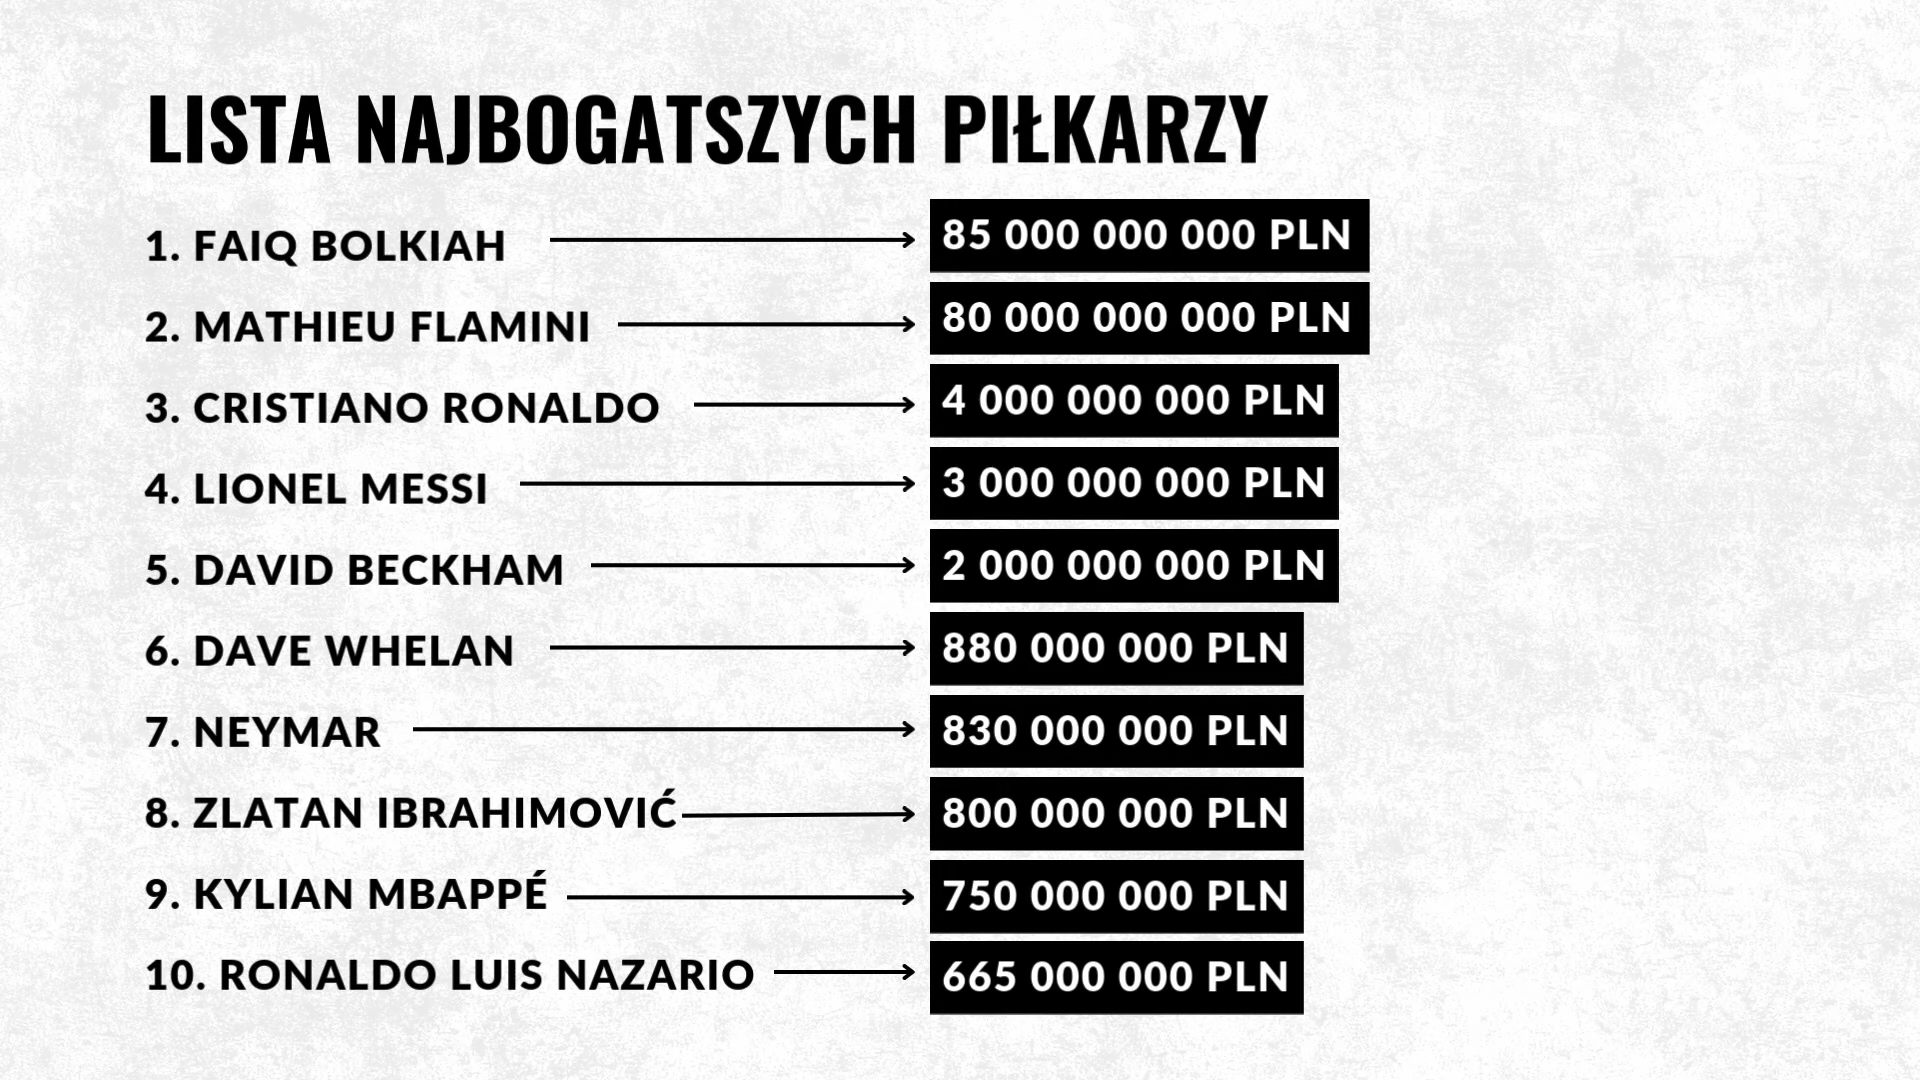 LISTA NAJBOGATSZYCH PIŁKARZY
1. FAIQ BOLKIAH 85 000 000 000 PLN
2. MATHIEU FLAMINI 80 000 000 000 PLN
3. CRISTIANO RONALDO 4 000 000 000 PLN
4. LIONEL MESSI 3 000 000 000 PLN
5. DAVID BECKHAM 2 000 000 000 PLN
6. DAVE WHELAN 880 000 000 PLN
7. NEYMAR 830 000 000 PLN
8. ZLATAN IBRAHIMOVIĆ 800 000 000 PLN
9. KYLIAN MBAPPÉ 750 000 000 PLN
10. RONALDO LUIS NAZARIO 665 000 000 PLN